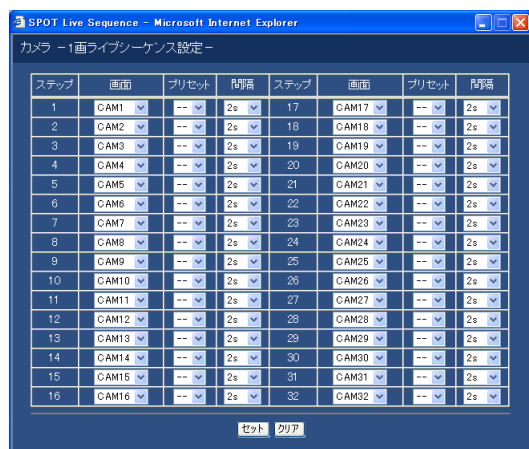 SPOT Live Sequence - Microsoft Internet Explorer
カメラ －1画ライブシーケンス設定－
ステップ 画面 プリセット 間隔 ステップ 画面 プリセット 間隔
1 CAM1 -- 2s 17 CAM17 -- 2s
2 CAM2 -- 2s 18 CAM18 -- 2s
3 CAM3 -- 2s 19 CAM19 -- 2s
4 CAM4 -- 2s 20 CAM20 -- 2s
5 CAM5 -- 2s 21 CAM21 -- 2s
6 CAM6 -- 2s 22 CAM22 -- 2s
7 CAM7 -- 2s 23 CAM23 -- 2s
8 CAM8 -- 2s 24 CAM24 -- 2s
9 CAM9 -- 2s 25 CAM25 -- 2s
10 CAM10 -- 2s 26 CAM26 -- 2s
11 CAM11 -- 2s 27 CAM27 -- 2s
12 CAM12 -- 2s 28 CAM28 -- 2s
13 CAM13 -- 2s 29 CAM29 -- 2s
14 CAM14 -- 2s 30 CAM30 -- 2s
15 CAM15 -- 2s 31 CAM31 -- 2s
16 CAM16 -- 2s 32 CAM32 -- 2s
セット クリア